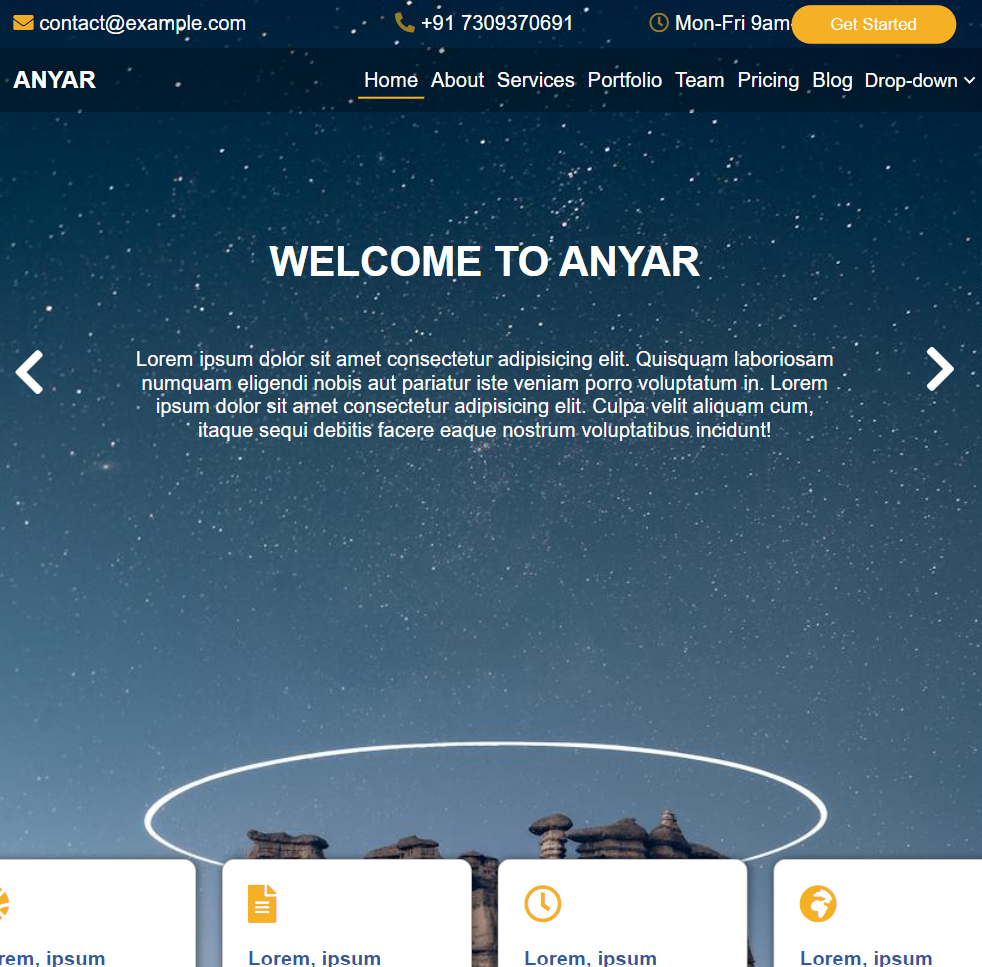 contact@example.com +91 7309370691 Mon-Fri 9am Get Started
ANYAR Home About Services Portfolio Team Pricing Blog Drop-down
WELCOME TO ANYAR
Lorem ipsum dolor sit amet consectetur adipisicing elit. Quisquam laboriosam
numquam eligendi nobis aut pariatur iste veniam porro voluptatum in. Lorem
ipsum dolor sit amet consectetur adipisicing elit. Culpa velit aliquam cum,
itaque sequi debitis facere eaque nostrum voluptatibus incidunt!
rem, ipsum Lorem, ipsum Lorem, ipsum Lorem, ipsum